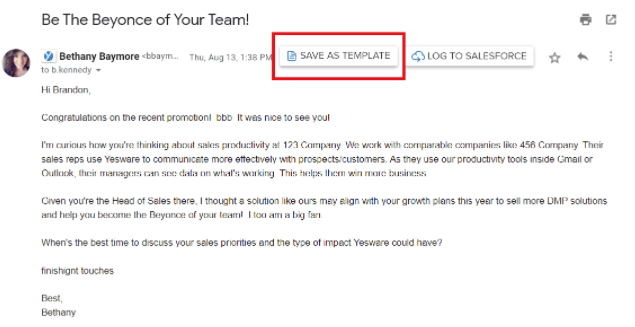 Be The Beyonce of Your Team!
Bethany Baymore <bbaym... Thu, Aug 13, 1:38 PM SAVE AS TEMPLATE LOG TO SALESFORCE
to b.kennedy
Hi Brandon,
Congratulations on the recent promotion! bbb It was nice to see you!
I'm curious how you're thinking about sales productivity at 123 Company. We work with comparable companies like 456 Company. Their
sales reps use Yesware to communicate more effectively with prospects/customers. As they use our productivity tools inside Gmail or
Outlook, their managers can see data on what's working. This helps them win more business.
Given you're the Head of Sales there, I thought a solution like ours may align with your growth plans this year to sell more DMP solutions
and help you become the Beyonce of your team! I too am a big fan.
When's the best time to discuss your sales priorities and the type of impact Yesware could have?
finishignt touches
Best,
Bethany